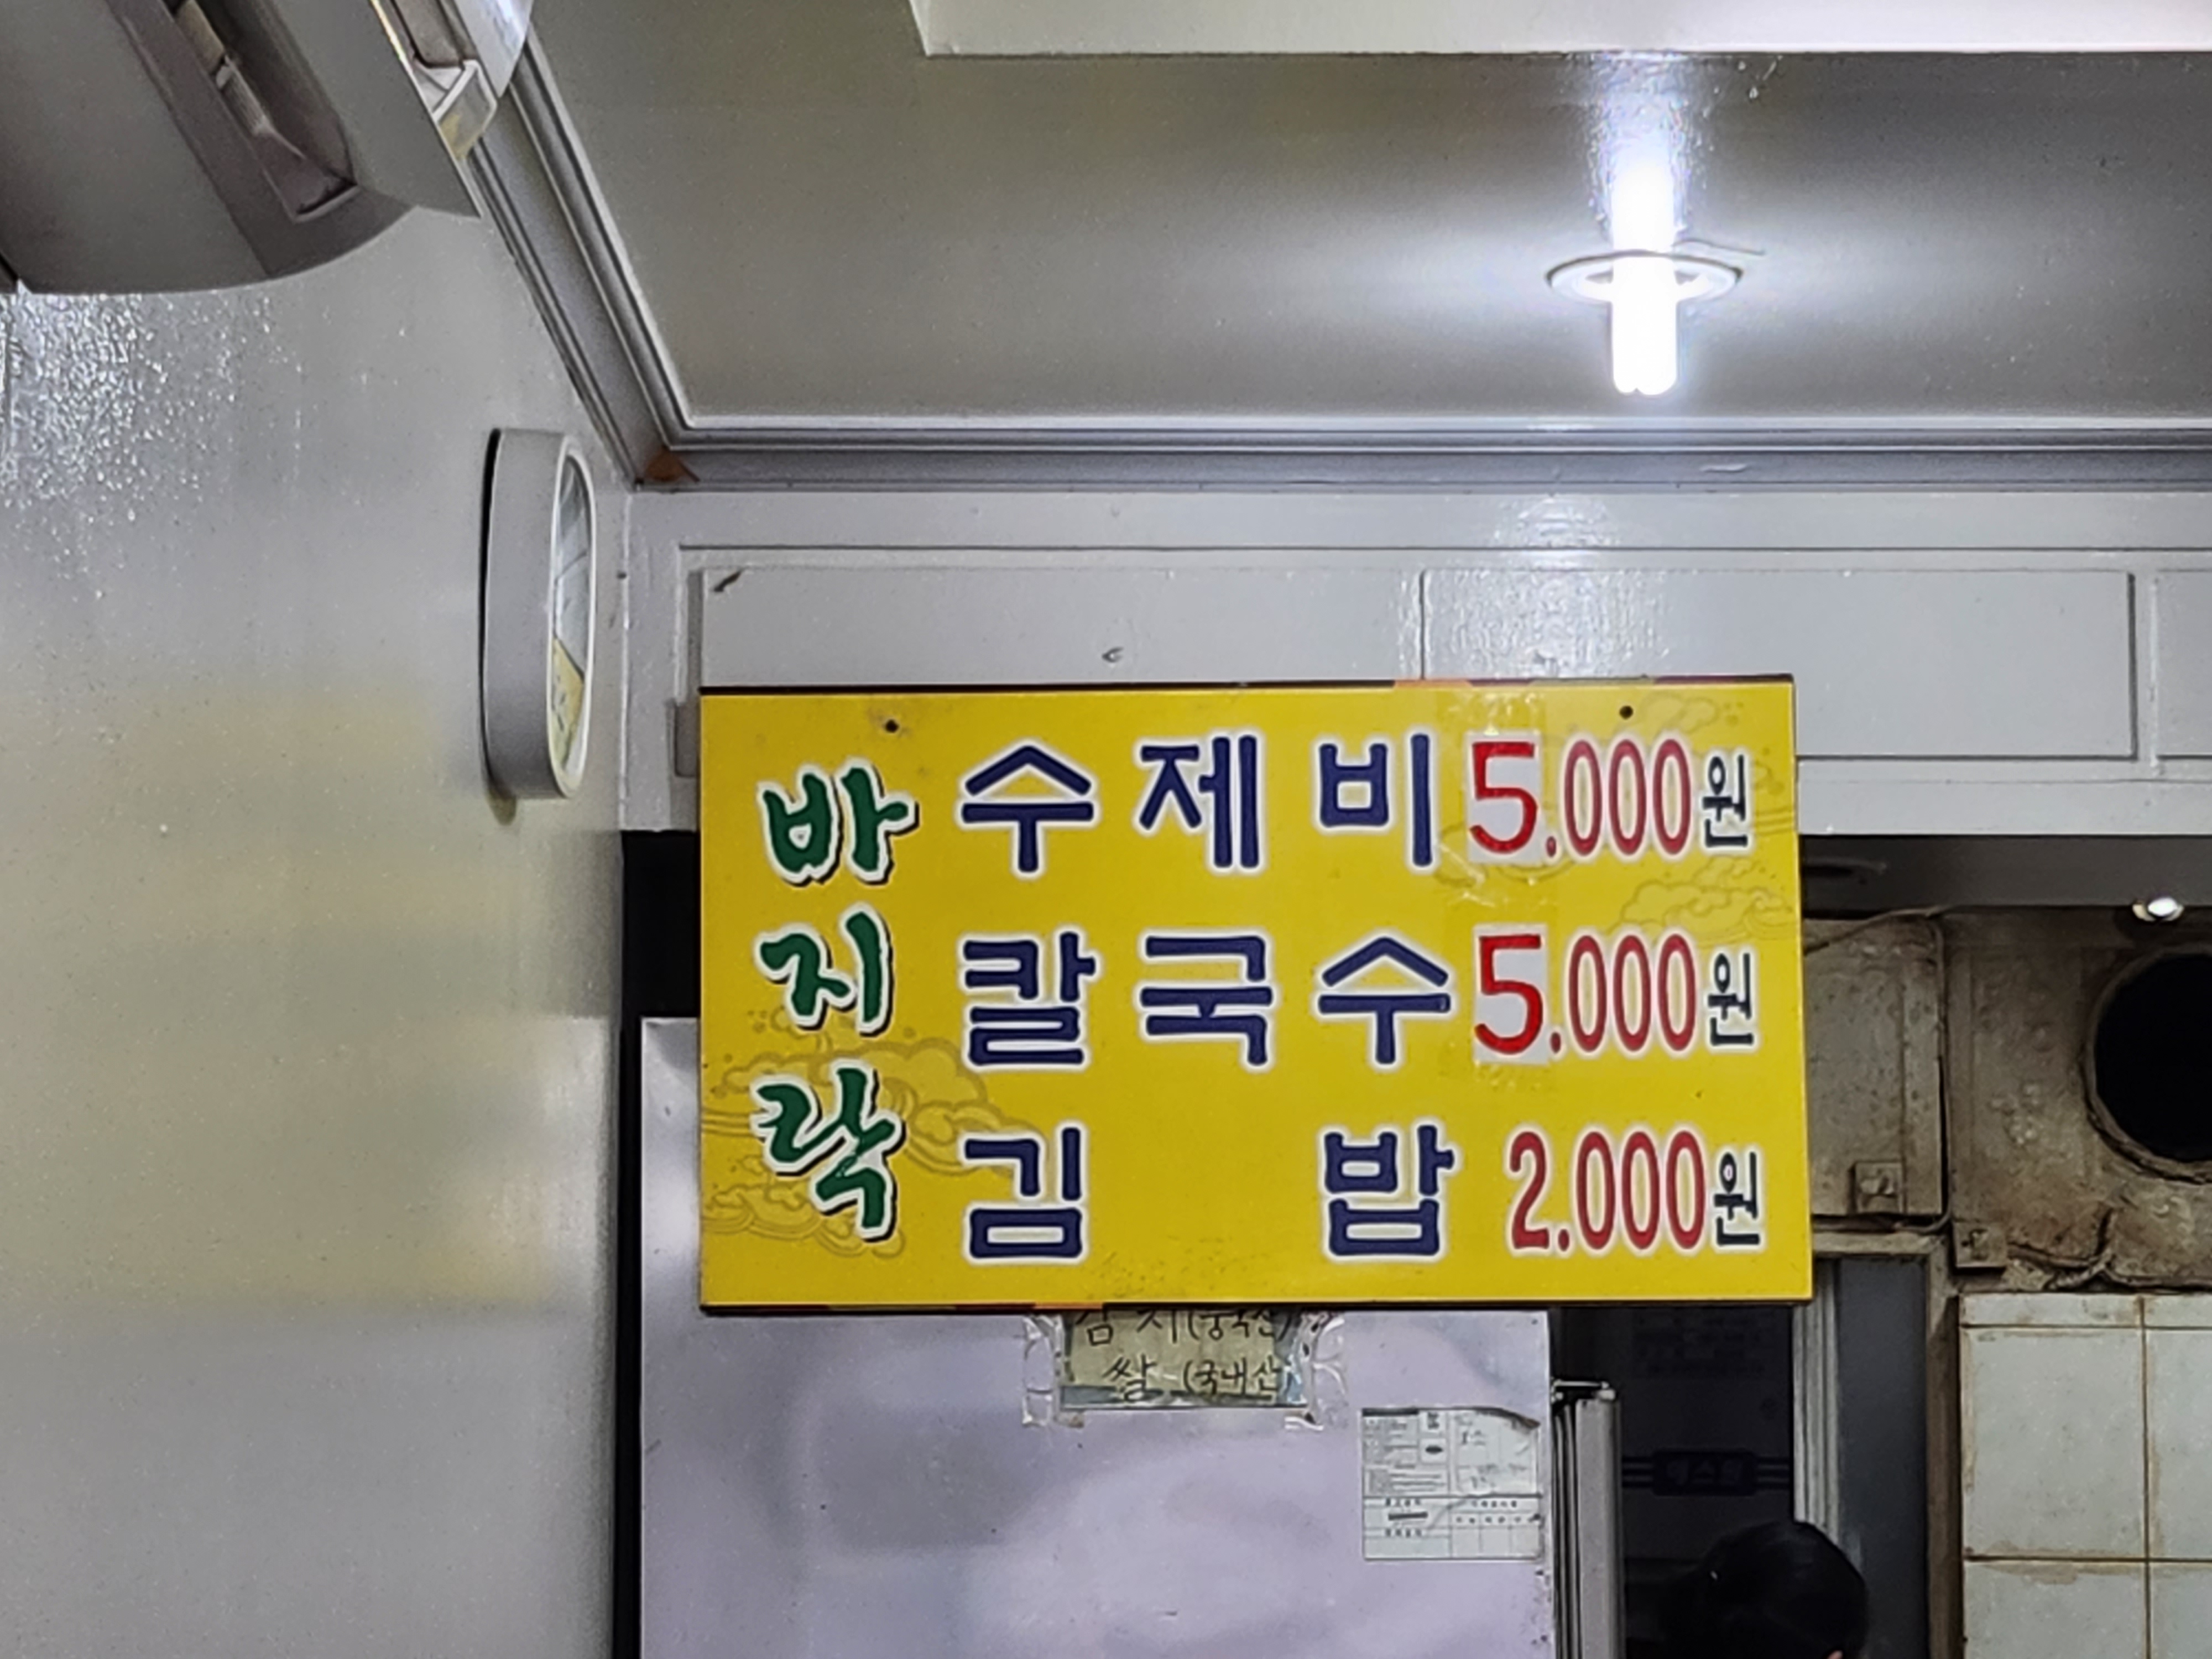 바지락
수제비 5.000원
칼국수 5.000원
김 밥 2.000원
쌀 (국내산